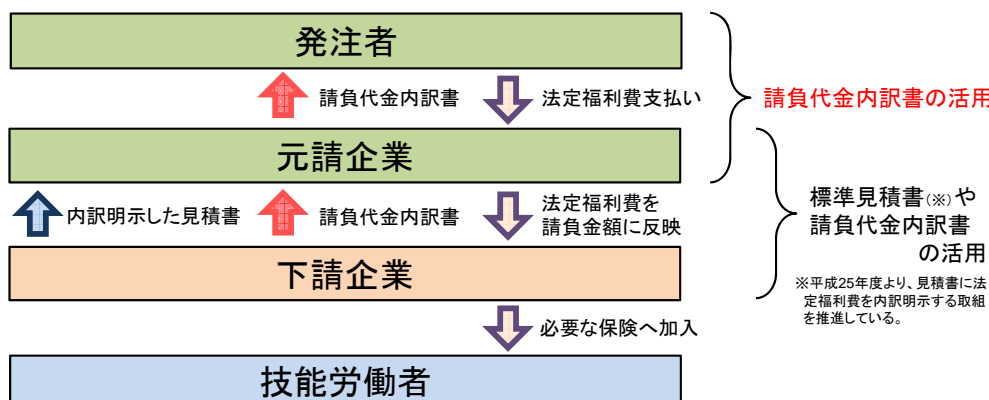 発注者
請負代金内訳書
法定福利費支払い
請負代金内訳書の活用
元請企業
内訳明示した見積書
請負代金内訳書
法定福利費を
請負金額に反映
標準見積書(※)や
請負代金内訳書
の活用
※平成25年度より、見積書に法
定福利費を内訳明示する取組
を推進している。
下請企業
必要な保険へ加入
技能労働者